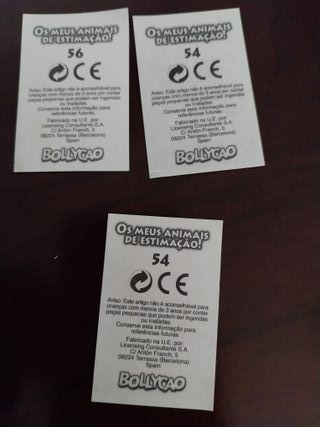 OS MEUS ANIMAIS
DE ESTIMAÇÃO!
56
CE
Aviso: Este artigo não é aconselhável para
crianças com menos de 3 anos por conter
peças pequenas que podem ser ingeridas
ou inaladas.
Conserve esta informação para
referências futuras.
Fabricado na U.E. por:
Licensing Consultants S.A.
C/ Antón Franch, 5
08224 Terrassa (Barcelona)
Spain
BOLLYCAO
OS MEUS ANIMAIS
DE ESTIMAÇÃO!
54
CE
Aviso: Este artigo não é aconselhável para
crianças com menos de 3 anos por conter
peças pequenas que podem ser ingeridas
ou inaladas.
Conserve esta informação para
referências futuras.
Fabricado na U.E. por:
Licensing Consultants S.A.
C/ Antón Franch, 5
08224 Terrassa (Barcelona)
Spain
BOLLYCAO
OS MEUS ANIMAIS
DE ESTIMAÇÃO!
54
CE
Aviso: Este artigo não é aconselhável para
crianças com menos de 3 anos por conter
peças pequenas que podem ser ingeridas
ou inaladas.
Conserve esta informação para
referências futuras.
Fabricado na U.E. por:
Licensing Consultants S.A.
C/ Antón Franch, 5
08224 Terrassa (Barcelona)
Spain
BOLLYCAO